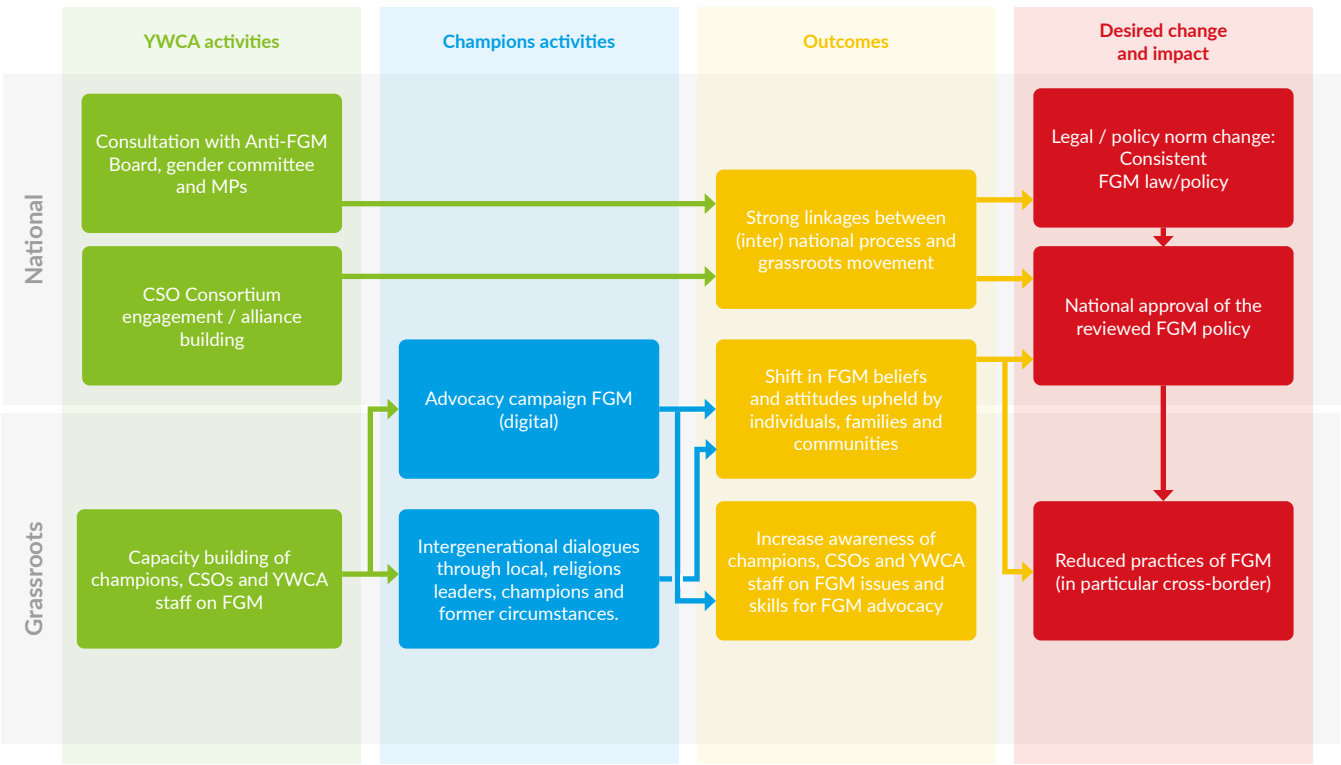 YWCA activities
Champions activities
Outcomes
Desired change
and impact
National
Consultation with Anti-FGM
Board, gender committee
and MPs
CSO Consortium
engagement / alliance
building
Strong linkages between
(inter) national process and
grassroots movement
Legal / policy norm change:
Consistent
FGM law/policy
National approval of the
reviewed FGM policy
Advocacy campaign FGM
(digital)
Shift in FGM beliefs
and attitudes upheld by
individuals, families and
communities
Grassroots
Capacity building of
champions, CSOs and YWCA
staff on FGM
Intergenerational dialogues
through local, religions
leaders, champions and
former circumstances.
Increase awareness of
champions, CSOs and YWCA
staff on FGM issues and
skills for FGM advocacy
Reduced practices of FGM
(in particular cross-border)